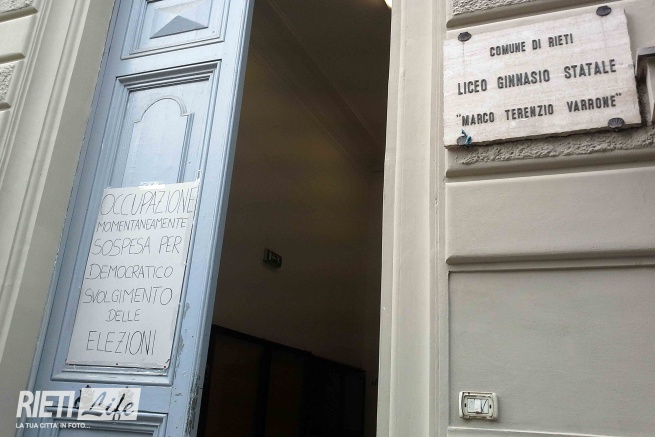 COMUNE DI RIETI
LICEO GINNASIO STATALE
"MARCO TERENZIO VARRONE"
OCCUPAZIONE
MOMENTANEAMENTE
SOSPESA PER
DEMOCRATICO
SVOLGIMENTO
DELLE
ELEZIONI
RIETI Life
LA TUA CITTÀ IN FOTO...